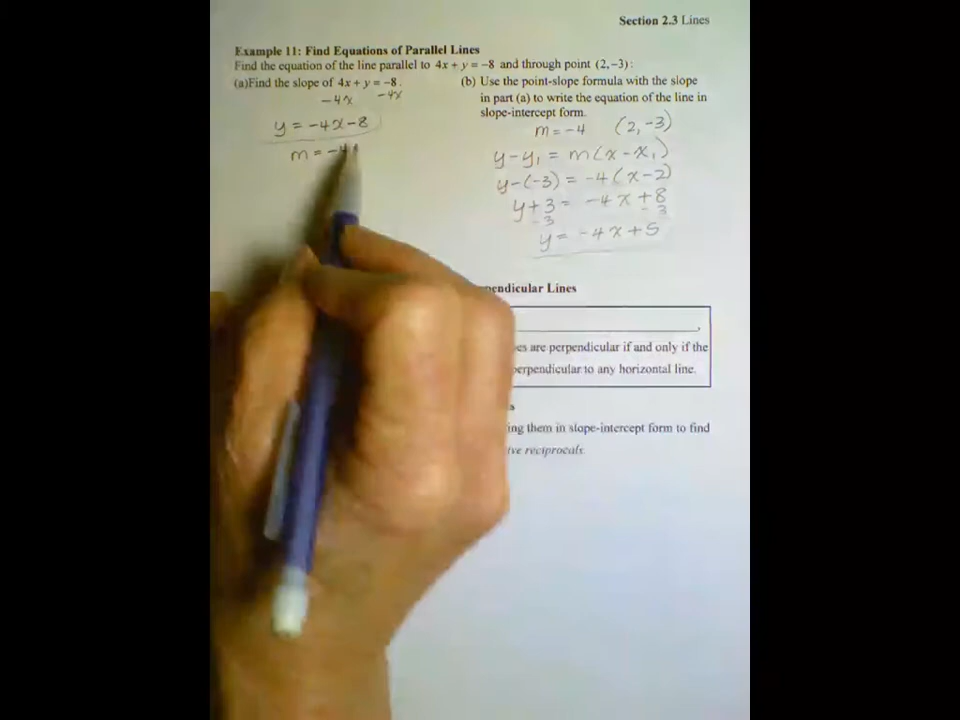 Section 2.3 Lines
Example 11: Find Equations of Parallel Lines
Find the equation of the line parallel to 4x + y = −8 and through point (2,−3):
(a)Find the slope of 4x + y = −8.
−4x −4x
y = −4x−8
m = −4
(b) Use the point-slope formula with the slope
in part (a) to write the equation of the line in
slope-intercept form.
m = −4 (2, −3)
y−y₁ = m(x−x₁)
y−(−3) = −4(x−2)
y+3 = −4x+8
−3 −3
y = −4x+5
pendicular Lines
es are perpendicular if and only if the
perpendicular to any horizontal line.
ing them in slope-intercept form to find
ive reciprocals.